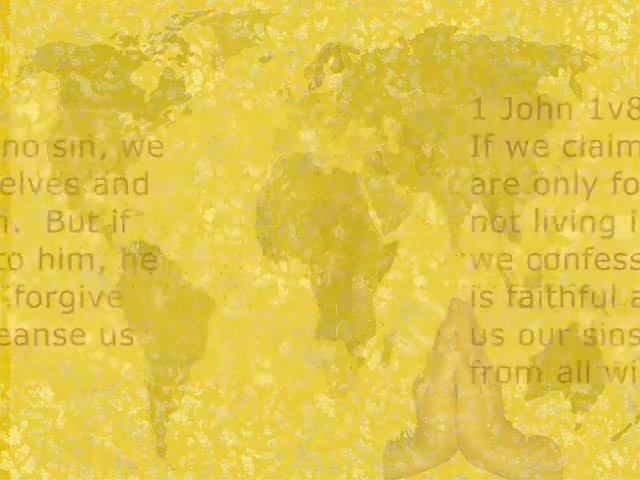 no sin, we
elves and
n. But if
to him, he
forgive
eanse us
1 John 1v8
If we claim
are only fo
not living i
we confess
is faithful a
us our sins
from all wi